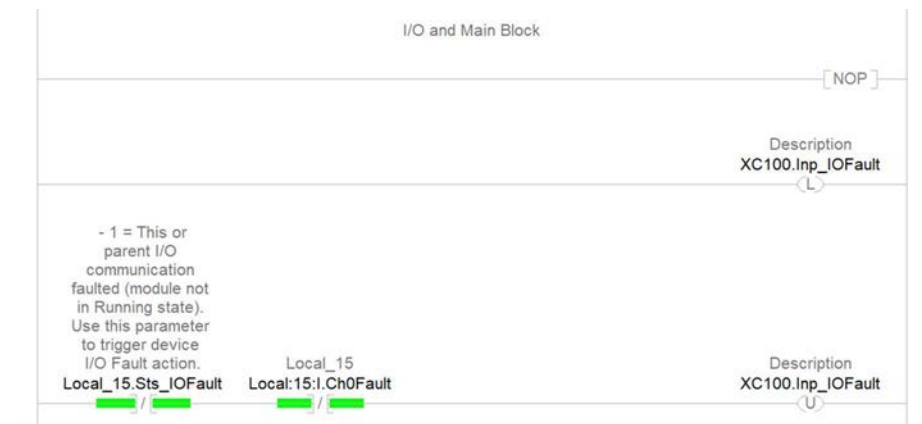 I/O and Main Block
NOP
Description
XC100.Inp_IOFault
L
- 1 = This or
parent I/O
communication
faulted (module not
in Running state).
Use this parameter
to trigger device
I/O Fault action.
Local_15.Sts_IOFault
Local_15
Local:15:I.Ch0Fault
Description
XC100.Inp_IOFault
U